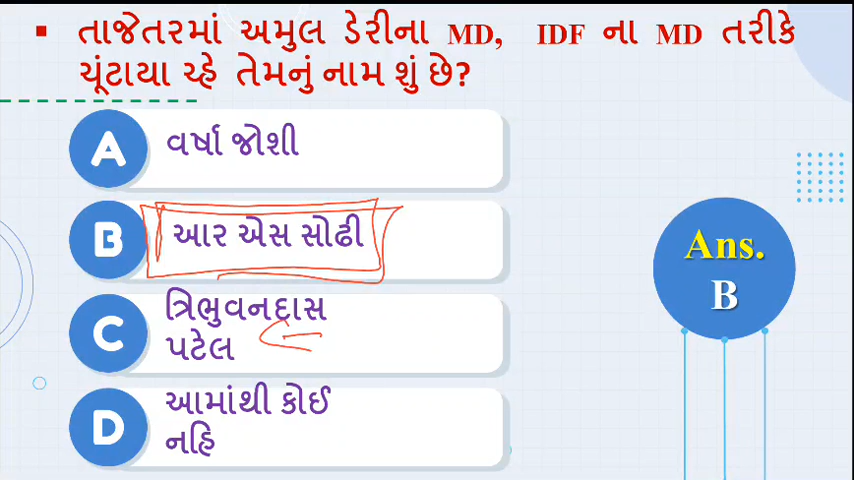 ▪ તાજેતરમાં અમુલ ડેરીના MD, IDF ના MD તરીકે
ચૂંટાયા ચ્હે તેમનું નામ શું છે?
A વર્ષા જોશી
B આર એસ સોઢી
C ત્રિભુવનદાસ
પટેલ
D આમાંથી કોઈ
નહિ
Ans.
B